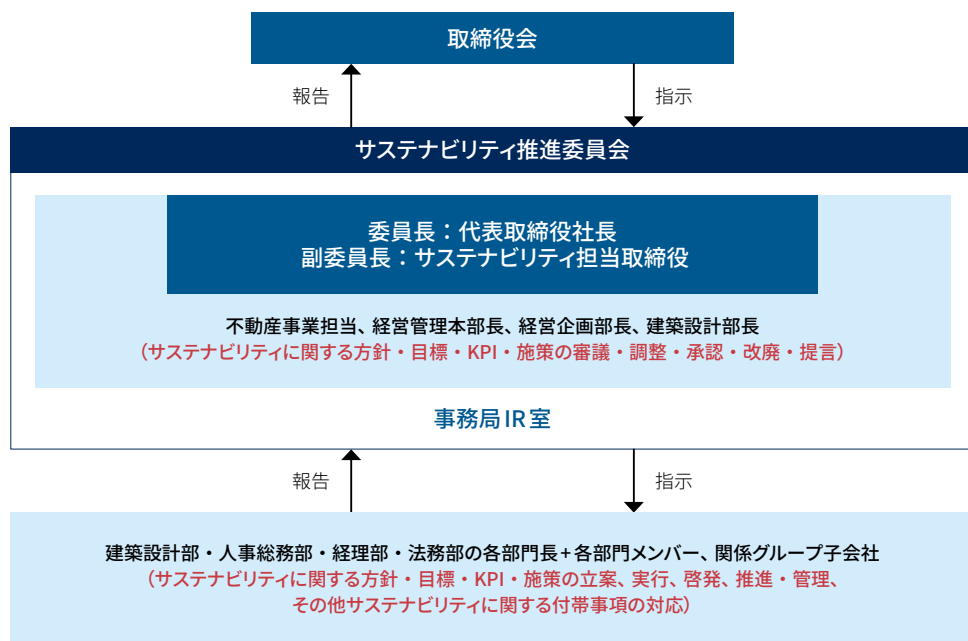 取締役会
報告
指示
サステナビリティ推進委員会
委員長：代表取締役社長
副委員長：サステナビリティ担当取締役
不動産事業担当、経営管理本部長、経営企画部長、建築設計部長
（サステナビリティに関する方針・目標・KPI・施策の審議・調整・承認・改廃・提言）
事務局IR室
報告
指示
建築設計部・人事総務部・経理部・法務部の各部門長+各部門メンバー、関係グループ子会社
（サステナビリティに関する方針・目標・KPI・施策の立案、実行、啓発、推進・管理、
その他サステナビリティに関する付帯事項の対応）